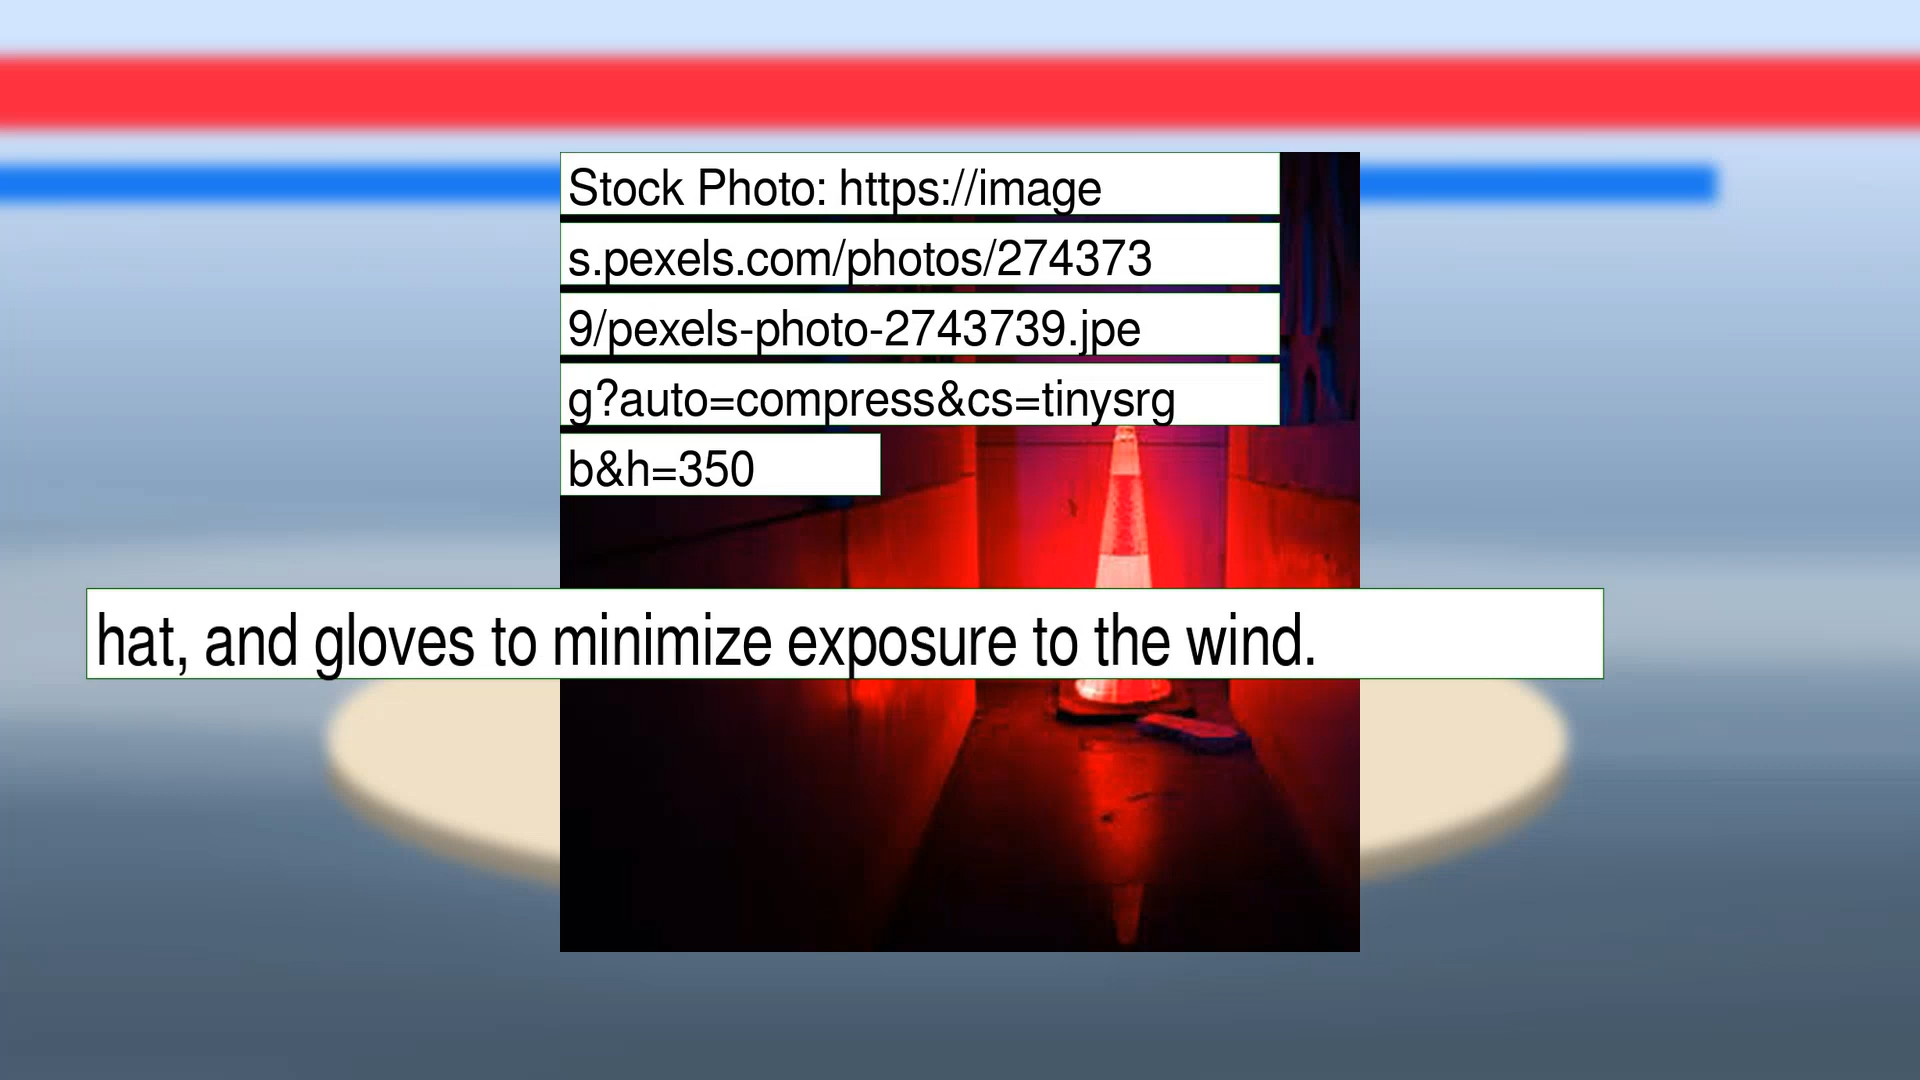 Stock Photo: https://image
s.pexels.com/photos/274373
9/pexels-photo-2743739.jpe
g?auto=compress&cs=tinysrg
b&h=350
hat, and gloves to minimize exposure to the wind.